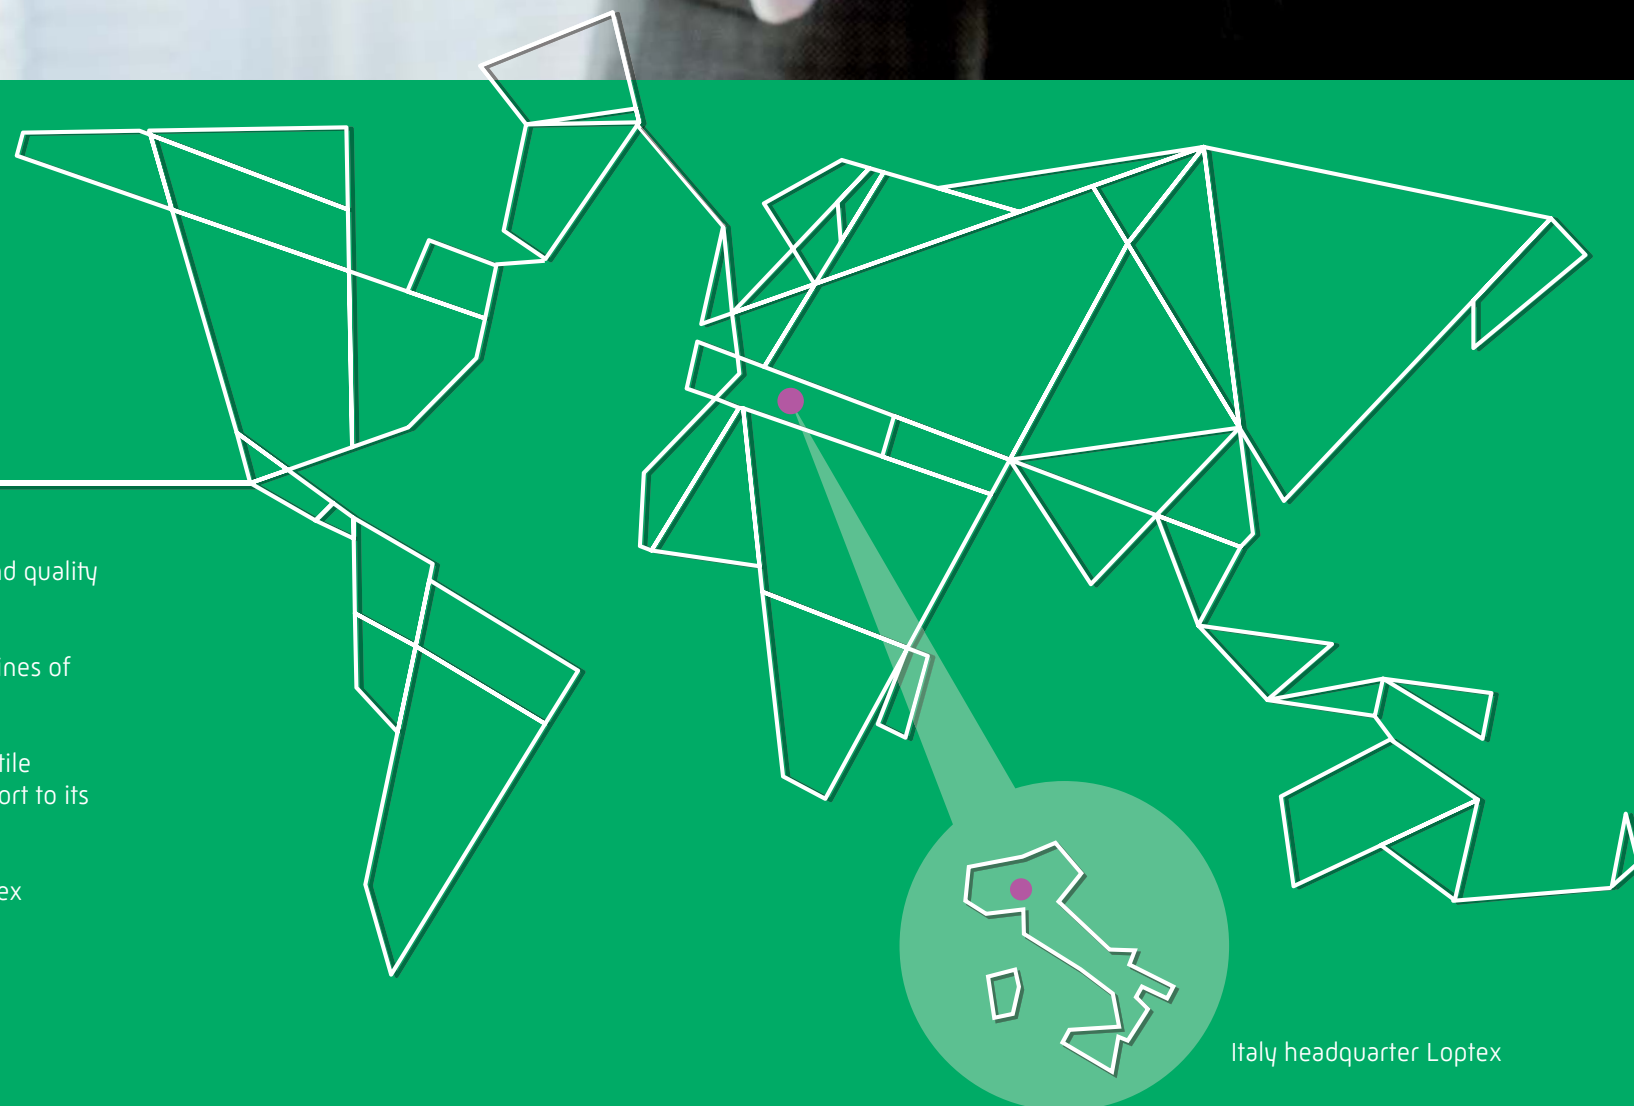 d quality
ines of
tile
ort to its
ex
Italy headquarter Loptex